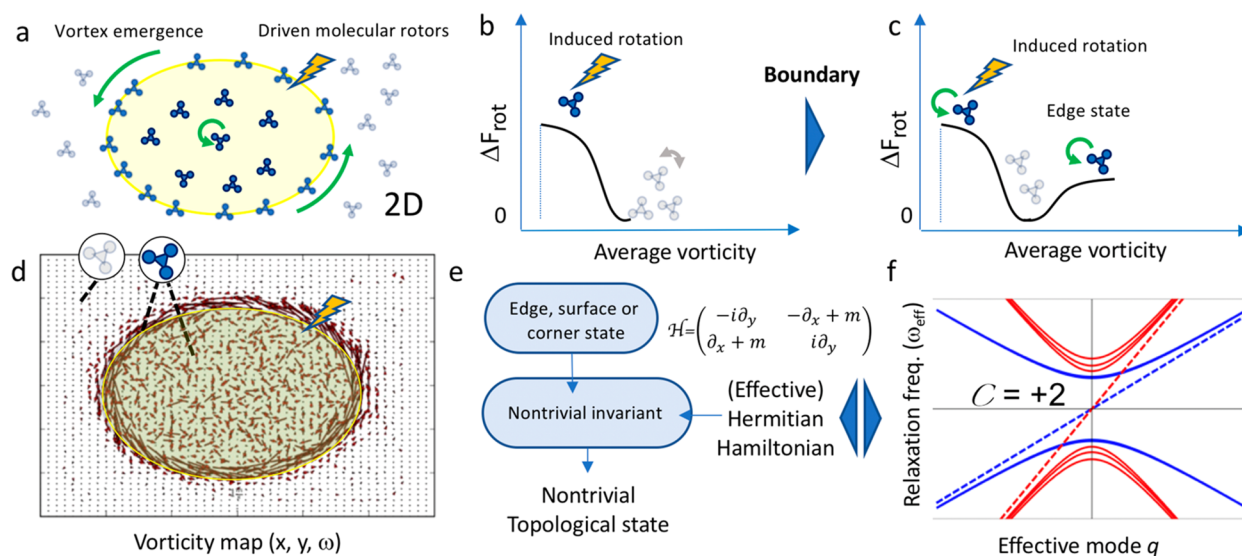 a
Vortex emergence
Driven molecular rotors
2D
b
Induced rotation
ΔF_rot
0
Average vorticity
Boundary
c
Induced rotation
Edge state
ΔF_rot
0
Average vorticity
d
Vorticity map (x, y, ω)
e
Edge, surface or
corner state
ℋ=(−i∂_y −∂_x + m
∂_x + m i∂_y)
Nontrivial invariant
(Effective)
Hermitian
Hamiltonian
Nontrivial
Topological state
f
Relaxation freq. (ω_eff)
C = +2
Effective mode q